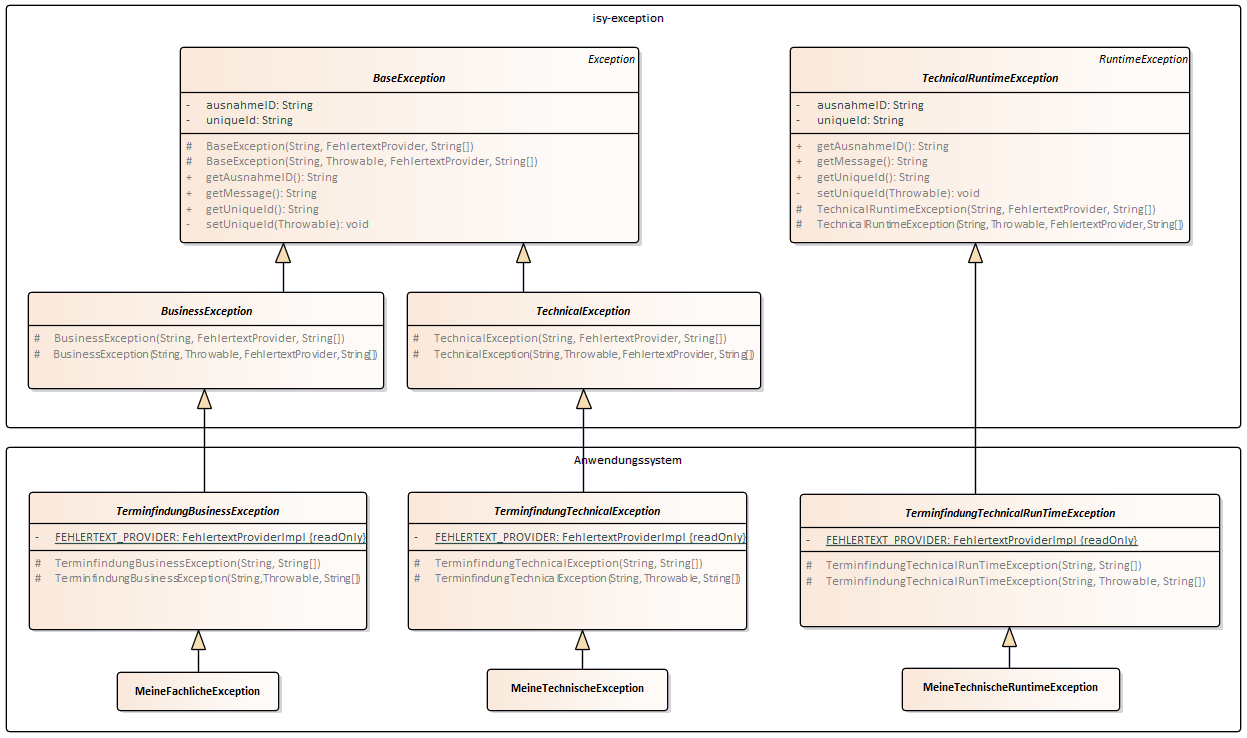 isy-exception
Exception
BaseException
- ausnahmeID: String
- uniqueId: String
# BaseException(String, FehlertextProvider, String[])
# BaseException(String, Throwable, FehlertextProvider, String[])
+ getAusnahmeID(): String
+ getMessage(): String
+ getUniqueId(): String
- setUniqueId(Throwable): void
RuntimeException
TechnicalRuntimeException
- ausnahmeID: String
- uniqueId: String
+ getAusnahmeID(): String
+ getMessage(): String
+ getUniqueId(): String
- setUniqueId(Throwable): void
# TechnicalRuntimeException(String, FehlertextProvider, String[])
# TechnicalRuntimeException(String, Throwable, FehlertextProvider, String[])
BusinessException
# BusinessException(String, FehlertextProvider, String[])
# BusinessException(String, Throwable, FehlertextProvider, String[])
TechnicalException
# TechnicalException(String, FehlertextProvider, String[])
# TechnicalException(String, Throwable, FehlertextProvider, String[])
Anwendungssystem
TerminfindungBusinessException
- FEHLERTEXT_PROVIDER: FehlertextProviderImpl {readOnly}
# TerminfindungBusinessException(String, String[])
# TerminfindungBusinessException(String,Throwable, String[])
TerminfindungTechnicalException
- FEHLERTEXT_PROVIDER: FehlertextProviderImpl {readOnly}
# TerminfindungTechnicalException(String, String[])
# TerminfindungTechnicalException(String, Throwable, String[])
TerminfindungTechnicalRunTimeException
- FEHLERTEXT_PROVIDER: FehlertextProviderImpl {readOnly}
# TerminfindungTechnicalRunTimeException(String, String[])
# TerminfindungTechnicalRunTimeException(String, Throwable, String[])
MeineFachlicheException
MeineTechnischeException
MeineTechnischeRuntimeException